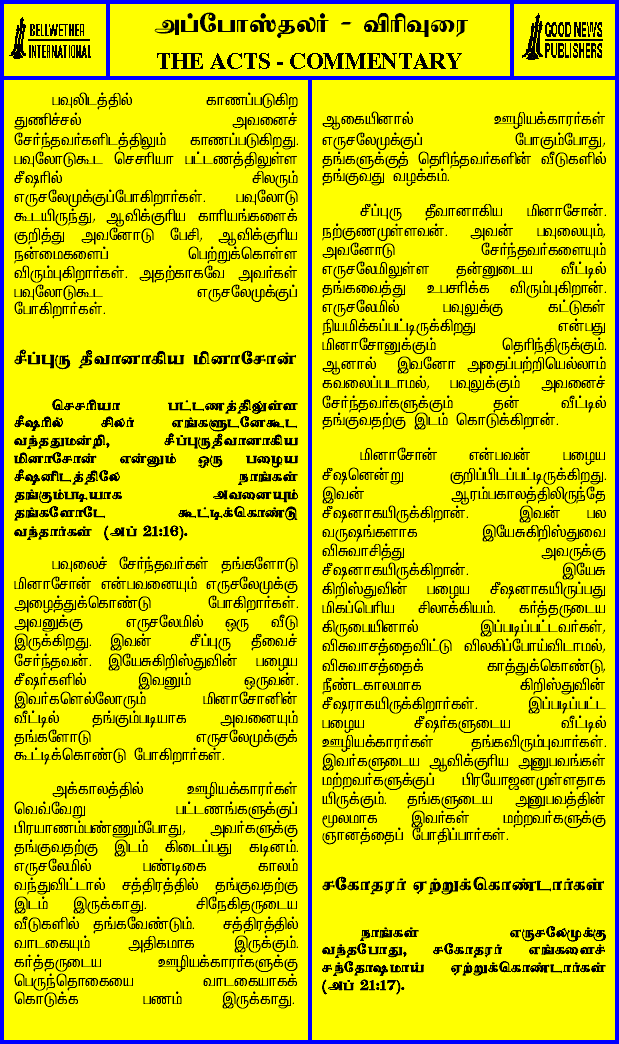 BELLWETHER
INTERNATIONAL
அப்போஸ்தலர் - விரிவுரை
THE ACTS - COMMENTARY
GOOD NEWS
PUBLISHERS
பவுலிடத்தில் காணப்படுகிற
துணிச்சல் அவனைச்
சேர்ந்தவர்களிடத்திலும் காணப்படுகிறது.
பவுலோடுகூட செசரியா பட்டணத்திலுள்ள
சீஷரில் சிலரும்
எருசலேமுக்குப்போகிறார்கள். பவுலோடு
கூடயிருந்து, ஆவிக்குரிய காரியங்களைக்
குறித்து அவனோடு பேசி, ஆவிக்குரிய
நன்மைகளைப் பெற்றுக்கொள்ள
விரும்புகிறார்கள். அதற்காகவே அவர்கள்
பவுலோடுகூட எருசலேமுக்குப்
போகிறார்கள்.
சீப்புரு தீவானாகிய மினாசோன்
செசரியா பட்டணத்திலுள்ள
சீஷரில் சிலர் எங்களுடனேகூட
வந்ததுமன்றி, சீப்புருதீவானாகிய
மினாசோன் என்னும் ஒரு பழைய
சீஷனிடத்திலே நாங்கள்
தங்கும்படியாக அவனையும்
தங்களோடே கூட்டிக்கொண்டு
வந்தார்கள் (அப் 21:16).
பவுலைச் சேர்ந்தவர்கள் தங்களோடு
மினாசோன் என்பவனையும் எருசலேமுக்கு
அழைத்துக்கொண்டு போகிறார்கள்.
அவனுக்கு எருசலேமில் ஒரு வீடு
இருக்கிறது. இவன் சீப்புரு தீவைச்
சேர்ந்தவன். இயேசுகிறிஸ்துவின் பழைய
சீஷர்களில் இவனும் ஒருவன்.
இவர்களெல்லோரும் மினாசோனின்
வீட்டில் தங்கும்படியாக அவனையும்
தங்களோடு எருசலேமுக்குக்
கூட்டிக்கொண்டு போகிறார்கள்.
அக்காலத்தில் ஊழியக்காரர்கள்
வெவ்வேறு பட்டணங்களுக்குப்
பிரயாணம்பண்ணும்போது, அவர்களுக்கு
தங்குவதற்கு இடம் கிடைப்பது கடினம்.
எருசலேமில் பண்டிகை காலம்
வந்துவிட்டால் சத்திரத்தில் தங்குவதற்கு
இடம் இருக்காது. சிநேகிதருடைய
வீடுகளில் தங்கவேண்டும். சத்திரத்தில்
வாடகையும் அதிகமாக இருக்கும்.
கர்த்தருடைய ஊழியக்காரர்களுக்கு
பெருந்தொகையை வாடகையாகக்
கொடுக்க பணம் இருக்காது.
ஆகையினால் ஊழியக்காரர்கள்
எருசலேமுக்குப் போகும்போது,
தங்களுக்குத் தெரிந்தவர்களின் வீடுகளில்
தங்குவது வழக்கம்.
சீப்புரு தீவானாகிய மினாசோன்.
நற்குணமுள்ளவன். அவன் பவுலையும்,
அவனோடு சேர்ந்தவர்களையும்
எருசலேமிலுள்ள தன்னுடைய வீட்டில்
தங்கவைத்து உபசரிக்க விரும்புகிறான்.
எருசலேமில் பவுலுக்கு கட்டுகள்
நியமிக்கப்பட்டிருக்கிறது என்பது
மினாசோனுக்கும் தெரிந்திருக்கும்.
ஆனால் இவனோ அதைப்பற்றியெல்லாம்
கவலைப்படாமல், பவுலுக்கும் அவனைச்
சேர்ந்தவர்களுக்கும் தன் வீட்டில்
தங்குவதற்கு இடம் கொடுக்கிறான்.
மினாசோன் என்பவன் பழைய
சீஷனென்று குறிப்பிடப்பட்டிருக்கிறது.
இவன் ஆரம்பகாலத்திலிருந்தே
சீஷனாகயிருக்கிறான். இவன் பல
வருஷங்களாக இயேசுகிறிஸ்துவை
விசுவாசித்து அவருக்கு
சீஷனாகயிருக்கிறான். இயேசு
கிறிஸ்துவின் பழைய சீஷனாகயிருப்பது
மிகப்பெரிய சிலாக்கியம். கர்த்தருடைய
கிருபையினால் இப்படிப்பட்டவர்கள்,
விசுவாசத்தைவிட்டு விலகிப்போய்விடாமல்,
விசுவாசத்தைக் காத்துக்கொண்டு,
நீண்டகாலமாக கிறிஸ்துவின்
சீஷராகயிருக்கிறார்கள். இப்படிப்பட்ட
பழைய சீஷர்களுடைய வீட்டில்
ஊழியக்காரர்கள் தங்கவிரும்புவார்கள்.
இவர்களுடைய ஆவிக்குரிய அனுபவங்கள்
மற்றவர்களுக்குப் பிரயோஜனமுள்ளதாக
யிருக்கும். தங்களுடைய அனுபவத்தின்
மூலமாக இவர்கள் மற்றவர்களுக்கு
ஞானத்தைப் போதிப்பார்கள்.
சகோதரர் ஏற்றுக்கொண்டார்கள்
நாங்கள் எருசலேமுக்கு
வந்தபோது, சகோதரர் எங்களைச்
சந்தோஷமாய் ஏற்றுக்கொண்டார்கள்
(அப் 21:17).